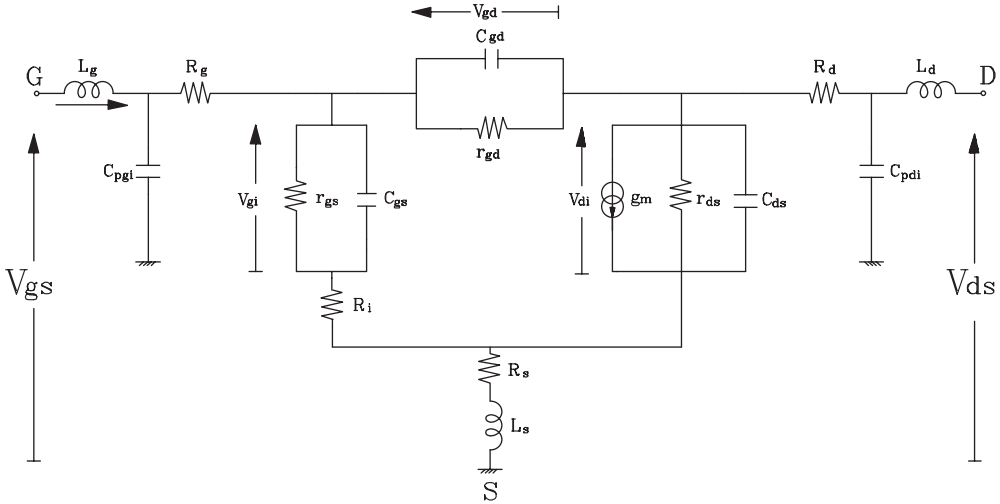 Vgd
Cgd
G
Lg
Rg
Rd
Ld
D
rgd
Cpgi
Vgi
rgs
Cgs
Vdi
gm
rds
Cds
Cpdi
Vgs
Vds
Ri
Rs
Ls
S